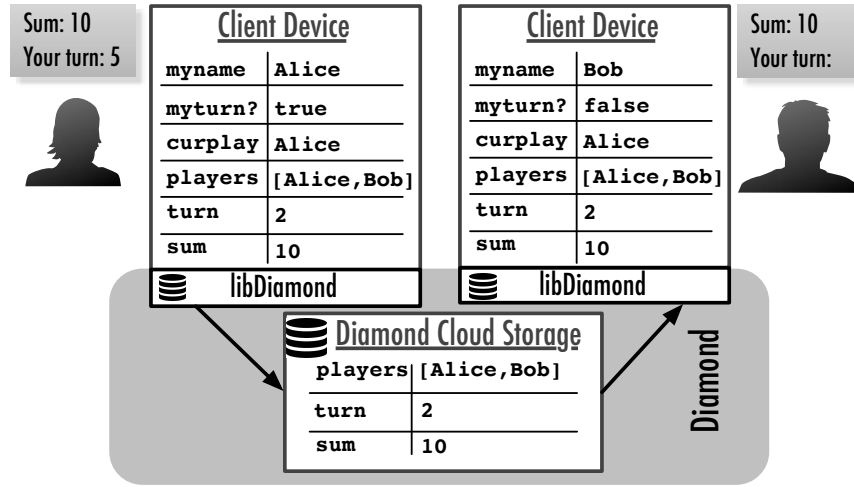 Sum: 10
Your turn: 5
Client Device
myname Alice
myturn? true
curplay Alice
players [Alice,Bob]
turn 2
sum 10
libDiamond
Client Device
myname Bob
myturn? false
curplay Alice
players [Alice,Bob]
turn 2
sum 10
libDiamond
Sum: 10
Your turn:
Diamond Cloud Storage
players [Alice,Bob]
turn 2
sum 10
Diamond